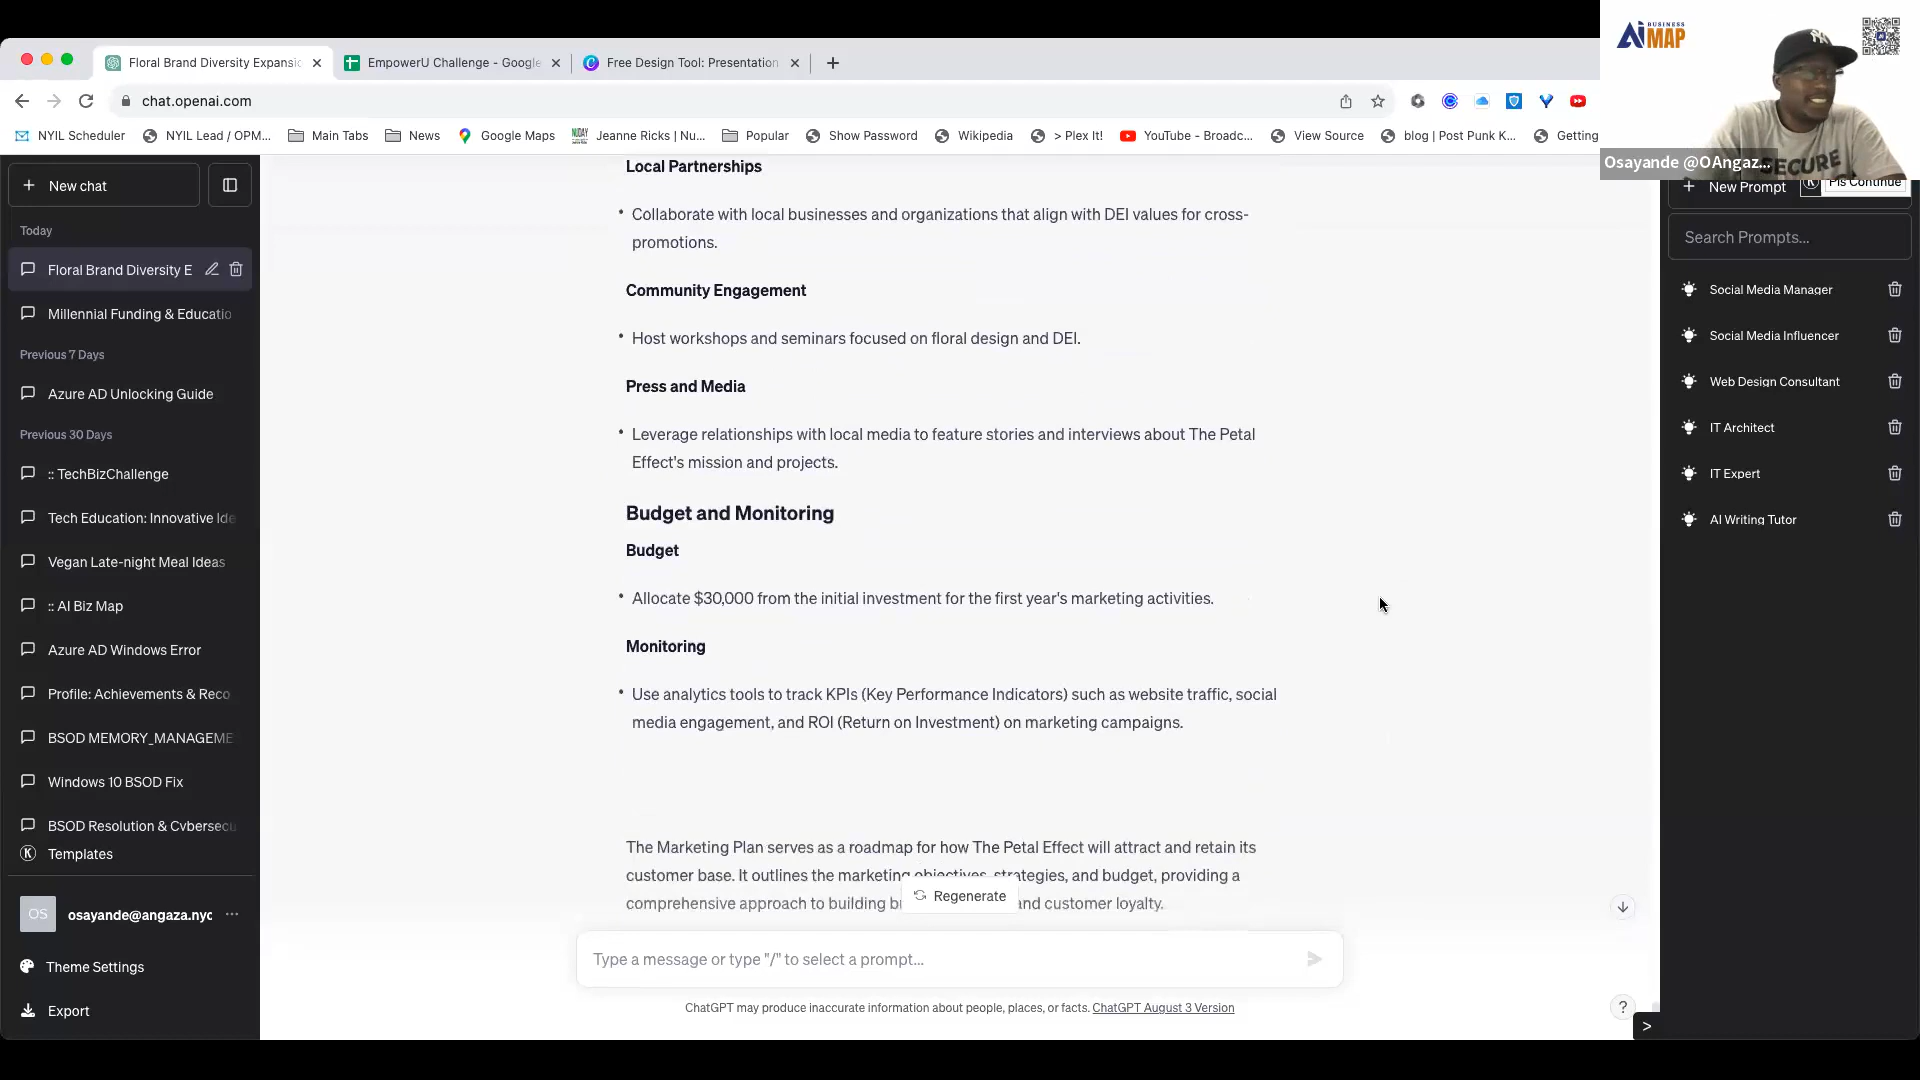 BUSINESS
Ai MAP
Floral Brand Diversity Expansic
EmpowerU Challenge - Google
Free Design Tool: Presentation
chat.openai.com
NYIL Scheduler
NYIL Lead / OPM...
Main Tabs
News
Google Maps
Jeanne Ricks | Nu...
Popular
Show Password
Wikipedia
> Plex It!
YouTube - Broadc...
View Source
blog | Post Punk K...
Getting
SECURE
Osayande @OAngaz...
New chat
Today
Floral Brand Diversity E
Millennial Funding & Educatio
Previous 7 Days
Azure AD Unlocking Guide
Previous 30 Days
:: TechBizChallenge
Tech Education: Innovative Ide
Vegan Late-night Meal Ideas
:: AI Biz Map
Azure AD Windows Error
Profile: Achievements & Reco
BSOD MEMORY_MANAGEME
Windows 10 BSOD Fix
BSOD Resolution & Cybersecu
Templates
OS
osayande@angaza.nyc
Theme Settings
Export
Local Partnerships
• Collaborate with local businesses and organizations that align with DEI values for cross-
promotions.
Community Engagement
• Host workshops and seminars focused on floral design and DEI.
Press and Media
• Leverage relationships with local media to feature stories and interviews about The Petal
Effect's mission and projects.
Budget and Monitoring
Budget
• Allocate $30,000 from the initial investment for the first year's marketing activities.
Monitoring
• Use analytics tools to track KPIs (Key Performance Indicators) such as website traffic, social
media engagement, and ROI (Return on Investment) on marketing campaigns.
The Marketing Plan serves as a roadmap for how The Petal Effect will attract and retain its
customer base. It outlines the marketing objectives, strategies, and budget, providing a
comprehensive approach to building and customer loyalty.
Regenerate
Type a message or type "/" to select a prompt...
ChatGPT may produce inaccurate information about people, places, or facts. ChatGPT August 3 Version
?
>
New Prompt
Pls Continue
Search Prompts...
Social Media Manager
Social Media Influencer
Web Design Consultant
IT Architect
IT Expert
AI Writing Tutor